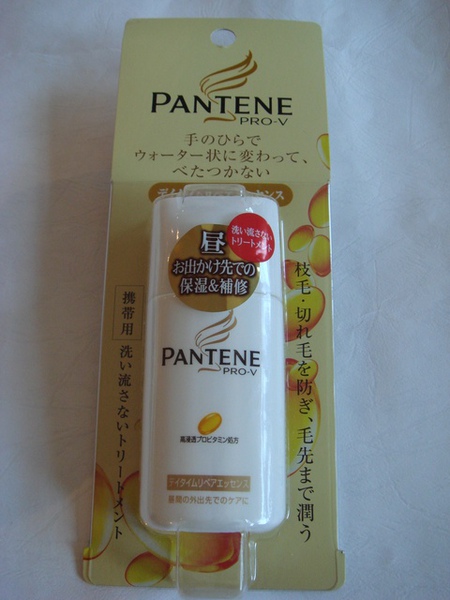 PANTENE
PRO-V
手のひらで
ウォーター状に変わって、
べたつかない
昼
お出かけ先での
保湿&補修
洗い流さない
トリートメント
枝毛・切れ毛を防ぎ、毛先まで潤う
携帯用 洗い流さないトリートメント
PANTENE
PRO-V
高浸透プロビタミン処方
デイタイムリペアエッセンス
昼間の外出先でのケアに